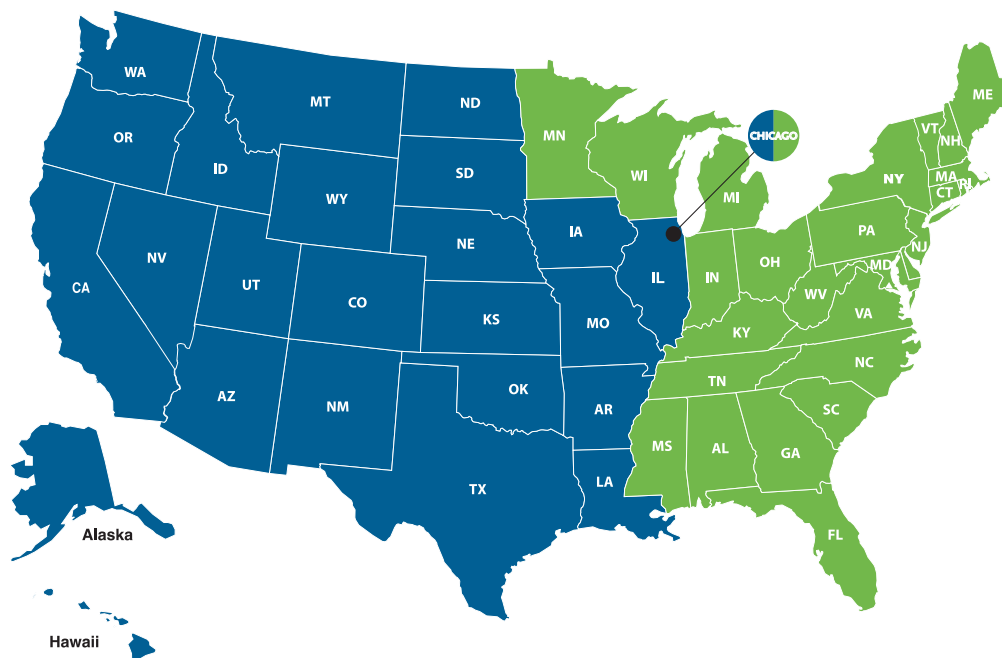 WA
MT
ND
MN
ME
OR
ID
SD
WI
MI
VT
NH
CHICAGO
NY
MA
CT
RI
WY
IA
NE
PA
NJ
NV
UT
CO
IL
IN
OH
MD
CA
KS
MO
WV
VA
KY
AZ
NM
OK
AR
TN
NC
SC
TX
LA
MS
AL
GA
FL
Alaska
Hawaii